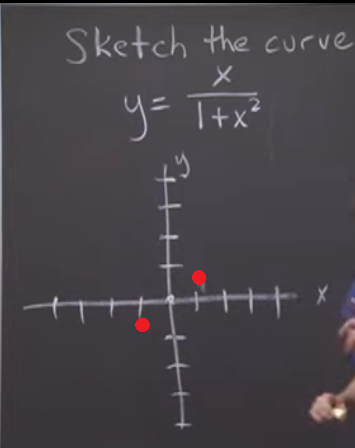 Sketch the curve
y = x/(1+x²)
y
x